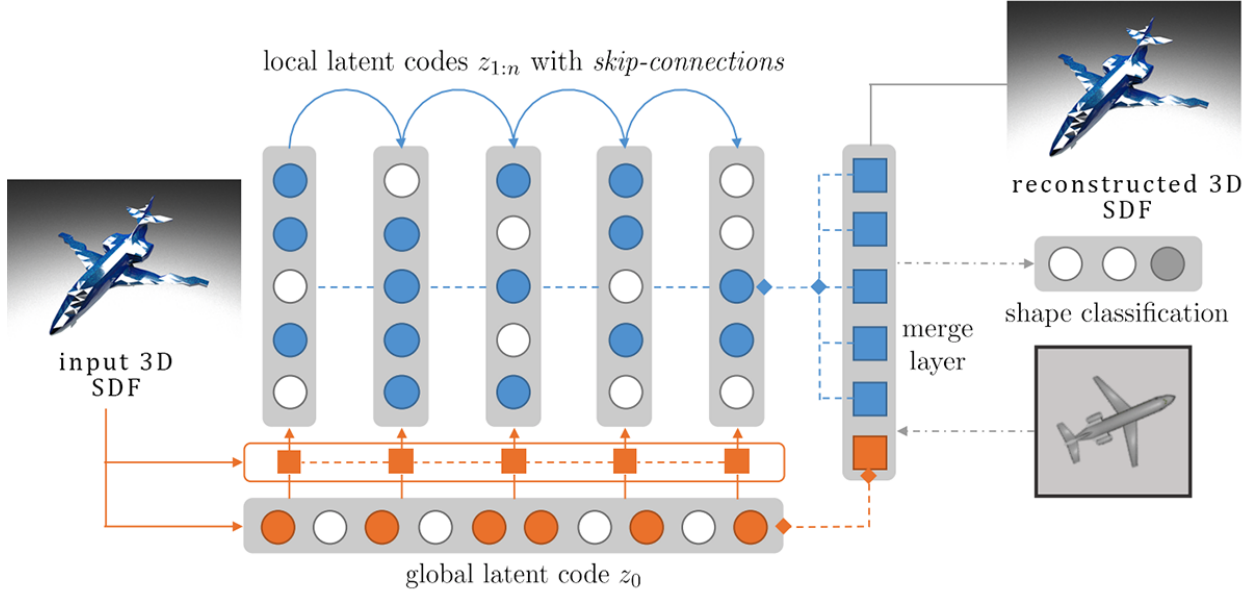 local latent codes z1:n with skip-connections
input 3D
SDF
global latent code z0
merge
layer
reconstructed 3D
SDF
shape classification